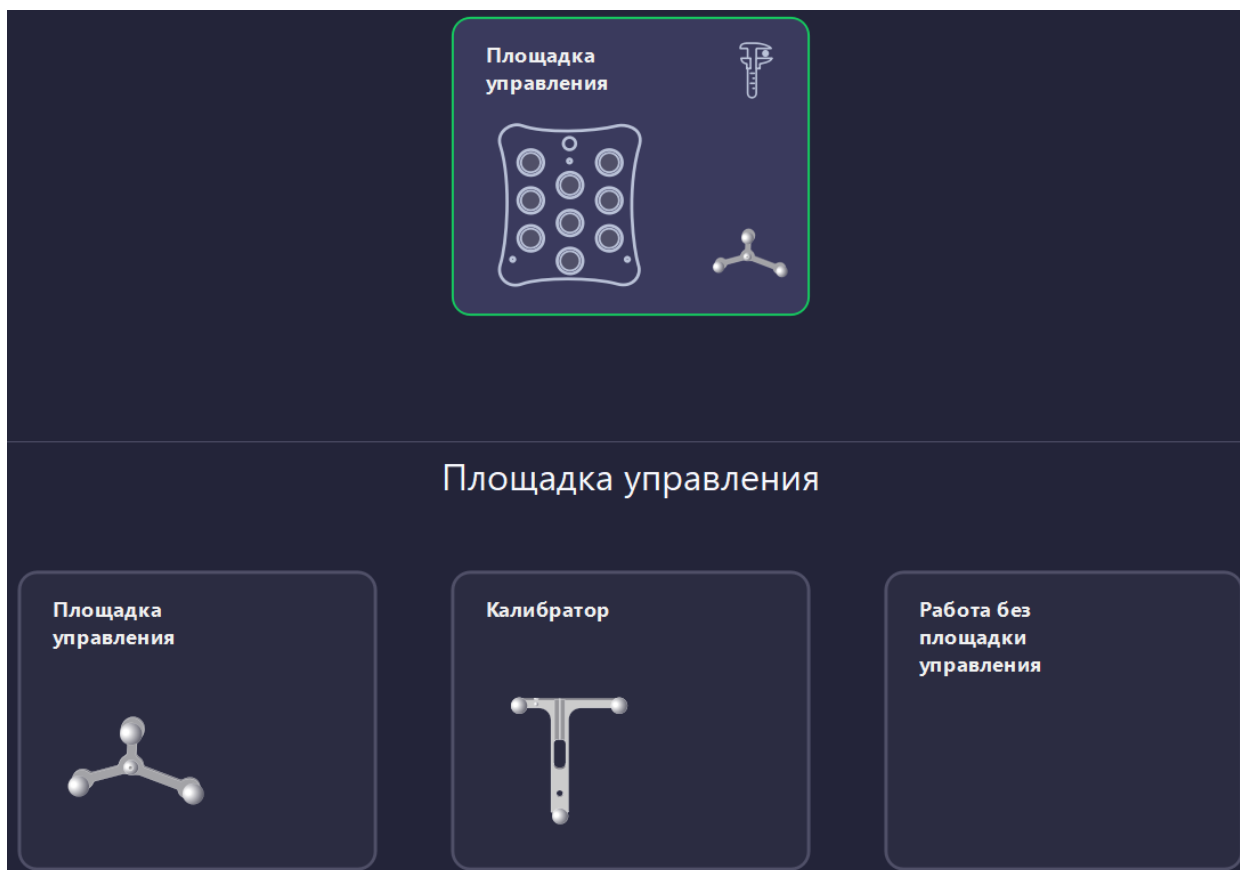 Площадка
управления
Площадка управления
Площадка
управления
Калибратор
Работа без
площадки
управления